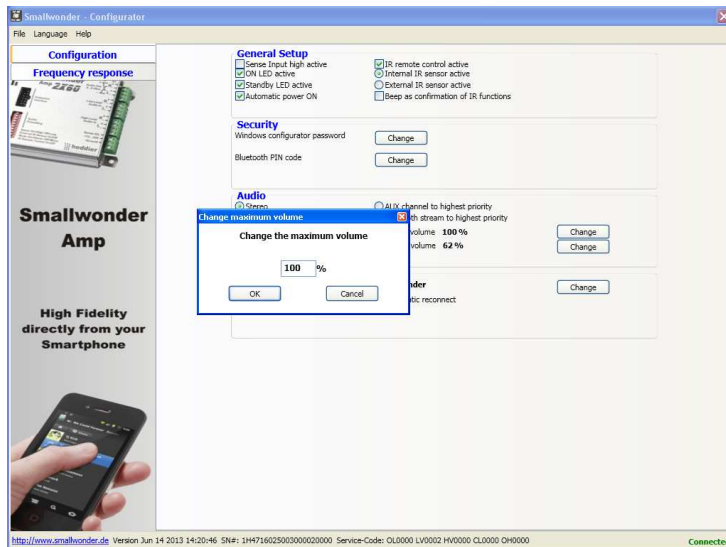 Smallwonder - Configurator
File Language Help
Configuration
Frequency response
Amp 2X60
Smallwonder
Amp
High Fidelity
directly from your
Smartphone
General Setup
Sense Input high active
ON LED active
Standby LED active
Automatic power ON
IR remote control active
Internal IR sensor active
External IR sensor active
Beep as confirmation of IR functions
Security
Windows configurator password
Change
Bluetooth PIN code
Change
Audio
Stereo
AUX channel to highest priority
th stream to highest priority
volume 100 %
Change
volume 62 %
Change
nder
Change
tic reconnect
Change maximum volume
Change the maximum volume
100 %
OK
Cancel
http://www.smallwonder.de Version Jun 14 2013 14:20:46 SN#: 1H4716025003000020000 Service-Code: OL0000 LV0002 HV0000 CL0000 OH0000
Connecte